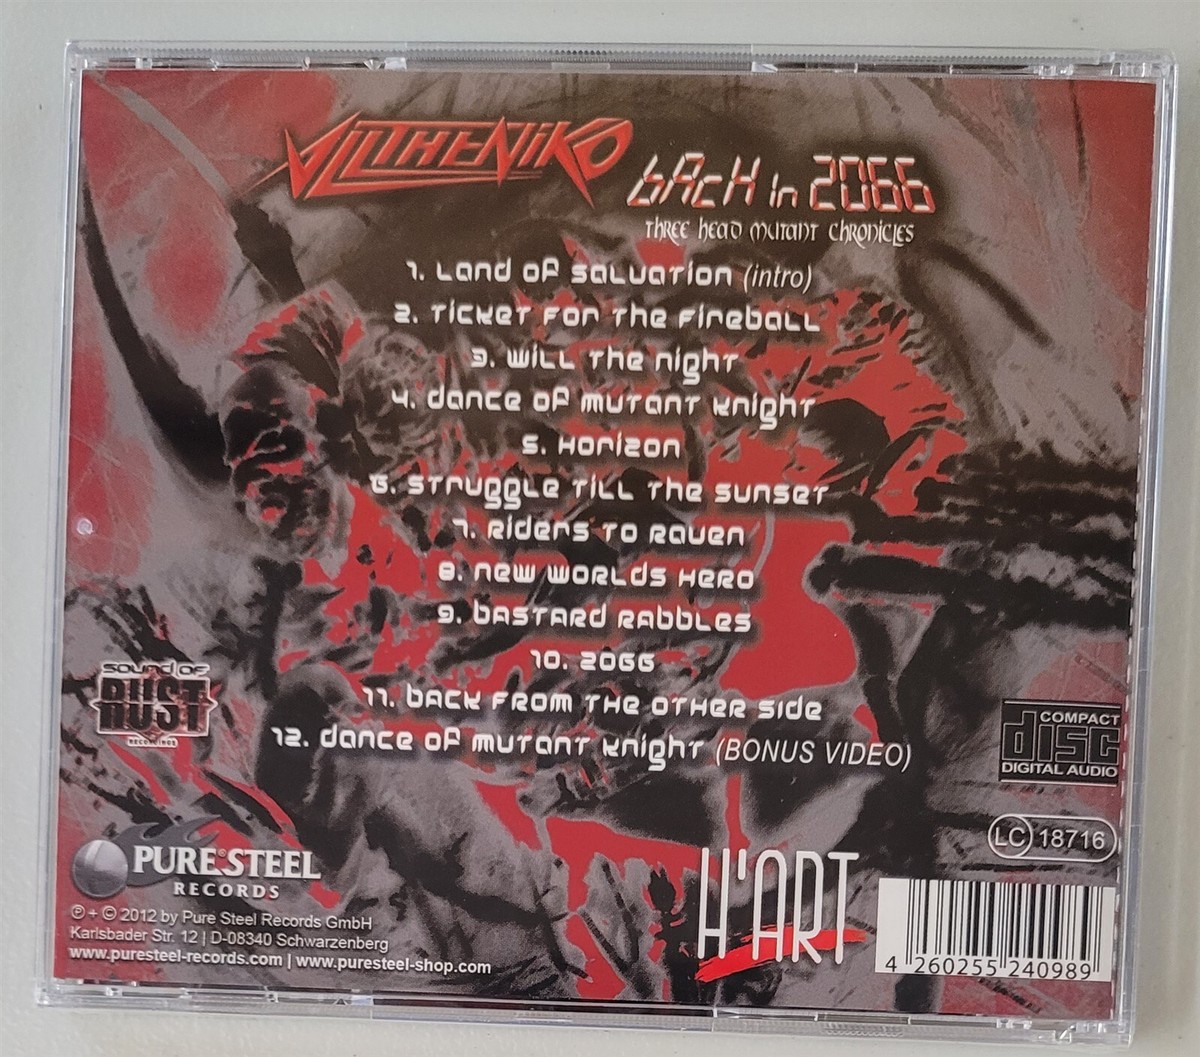 AllTheNiko
bAcH In 2066
THREE HEAD MUTANT CHRONICLES
1. LAND OF SALVATION (intro)
2. TICKET FOR THE FIREBALL
3. WILL THE NIGHT
4. DANCE OF MUTANT KNIGHT
5. HORIZON
6. STRUGGLE TILL THE SUNSET
7. RIDERS TO RAVEN
8. NEW WORLDS HERO
9. BASTARD RABBLES
10. 2066
11. BACK FROM THE OTHER SIDE
12. DANCE OF MUTANT KNIGHT (BONUS VIDEO)
SOUND OF
RUST
RECORDINGS
COMPACT
disc
DIGITAL AUDIO
LC 18716
PURE STEEL
RECORDS
℗ + © 2012 by Pure Steel Records GmbH
Karlsbader Str. 12 | D-08340 Schwarzenberg
www.puresteel-records.com | www.puresteel-shop.com
H'ART
4 260255 240989